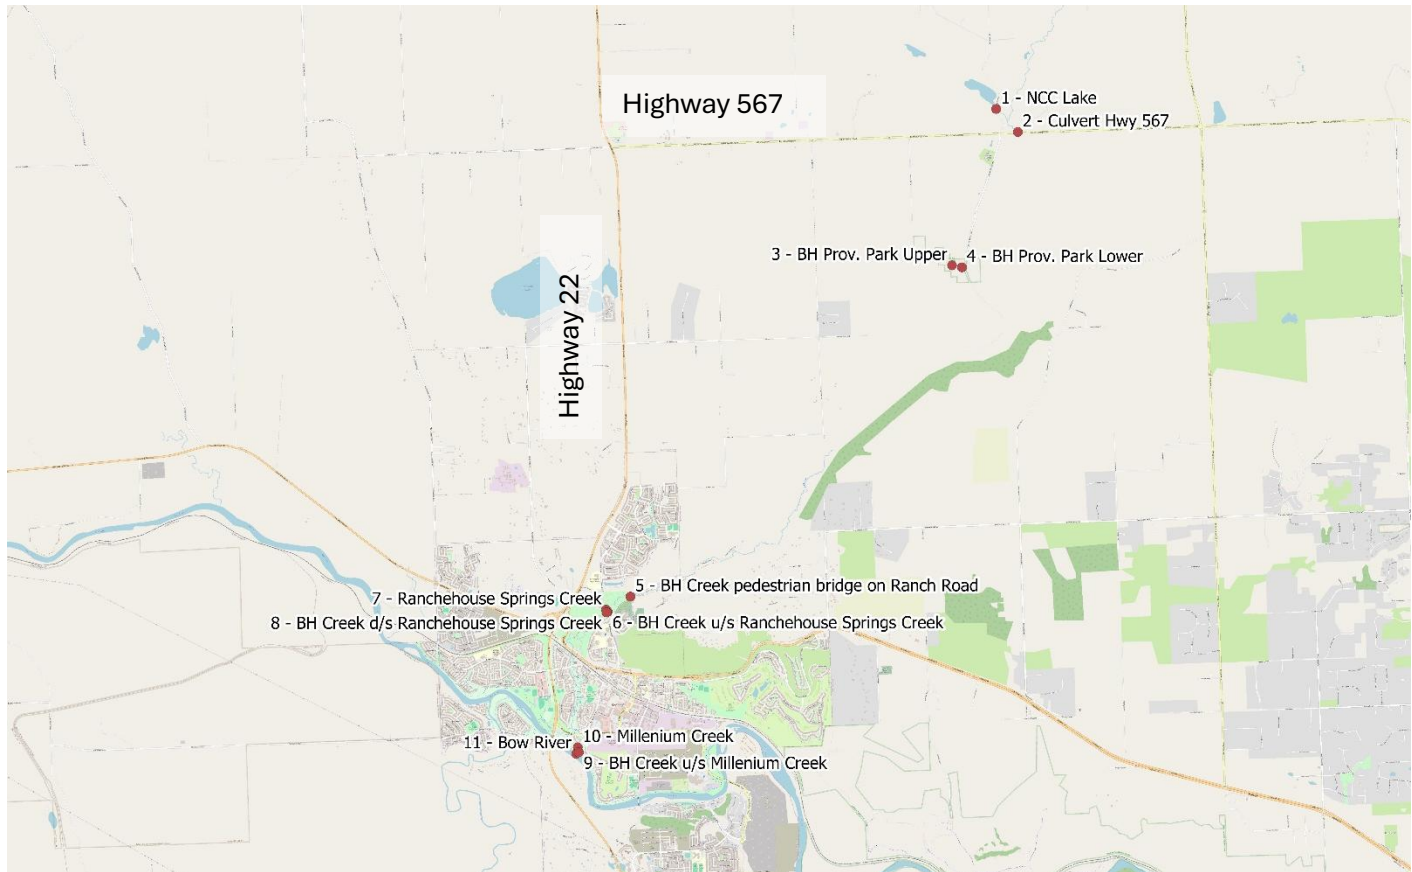 Highway 567
1 - NCC Lake
2 - Culvert Hwy 567
3 - BH Prov. Park Upper
4 - BH Prov. Park Lower
Highway 22
5 - BH Creek pedestrian bridge on Ranch Road
7 - Ranchehouse Springs Creek
8 - BH Creek d/s Ranchehouse Springs Creek
6 - BH Creek u/s Ranchehouse Springs Creek
10 - Millenium Creek
11 - Bow River
9 - BH Creek u/s Millenium Creek